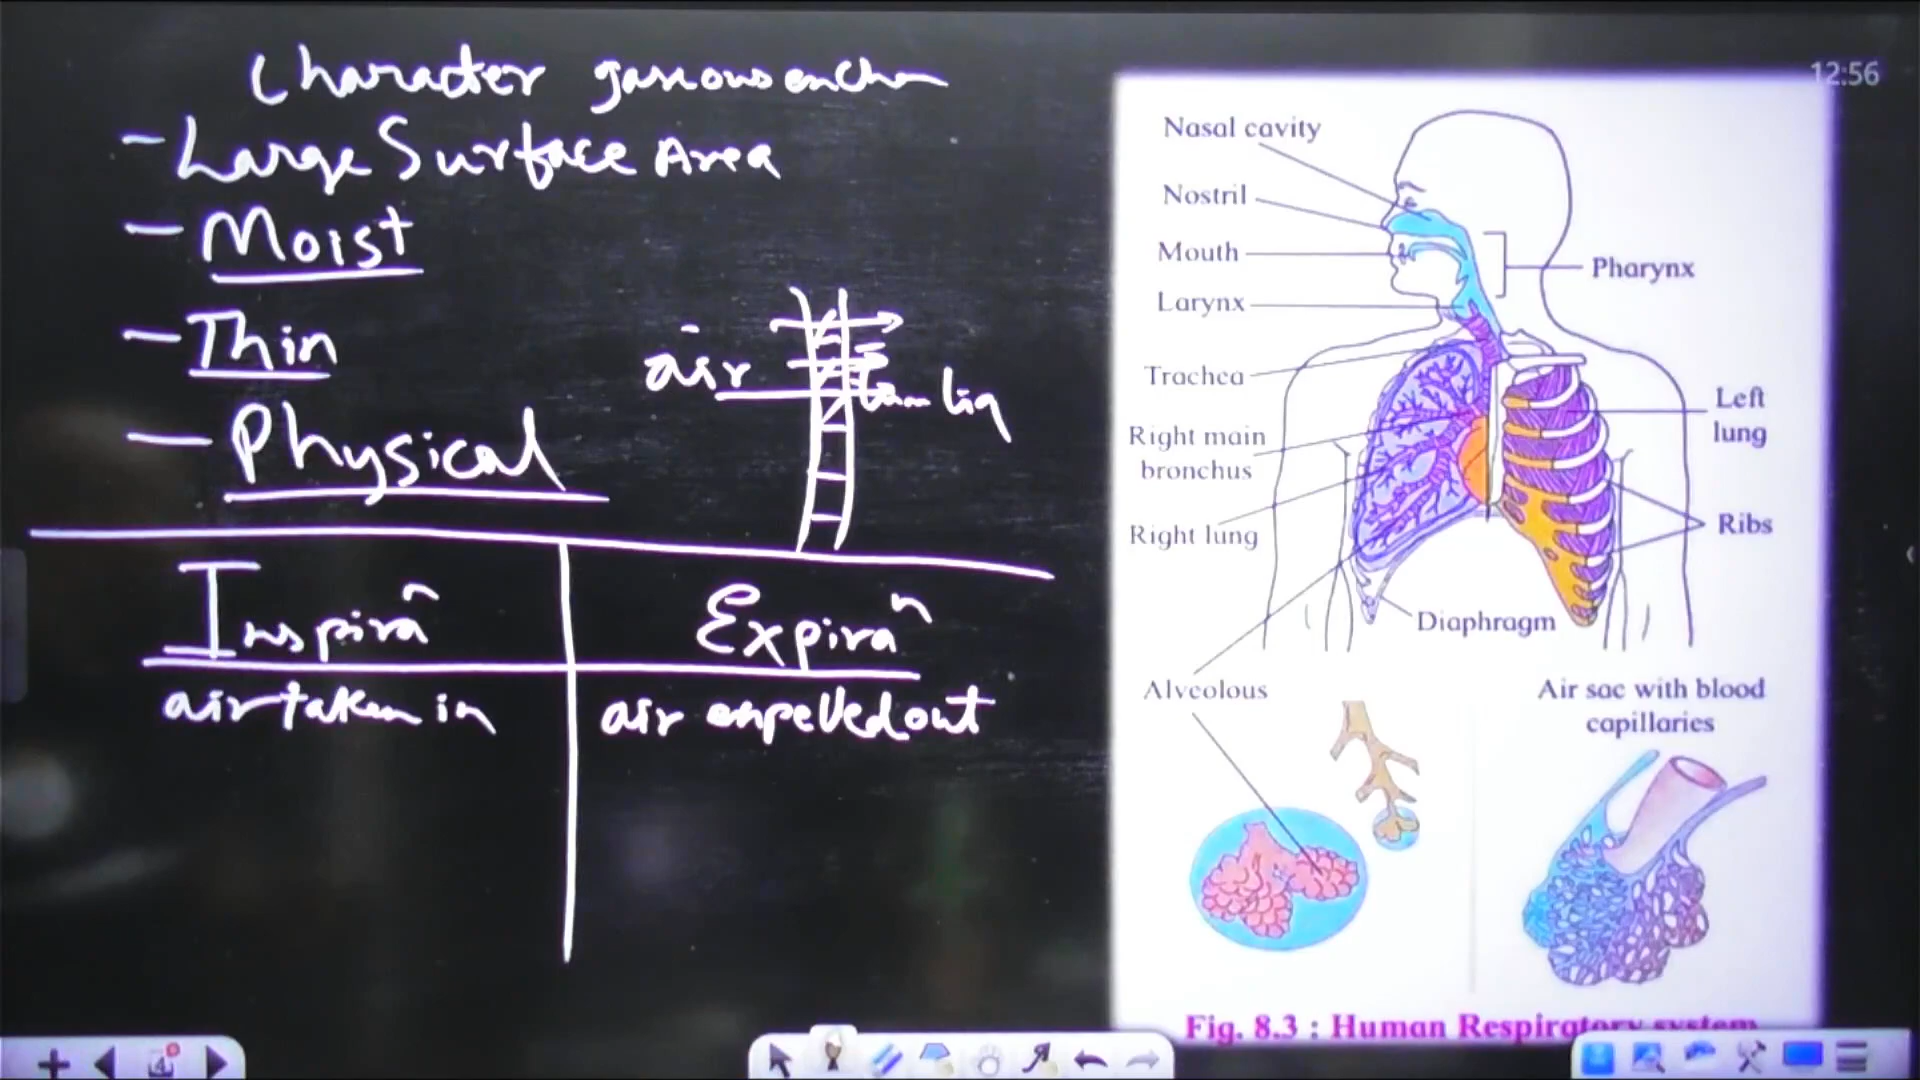 Character gaseous exchan
- Large Surface Area
- Moist
- Thin
- Physical
air
liq
Inspiraⁿ
Expiraⁿ
air taken in
air expelled out
12:56
Nasal cavity
Nostril
Mouth
Larynx
Pharynx
Trachea
Right main
bronchus
Right lung
Left
lung
Ribs
Diaphragm
Alveolous
Air sac with blood
capillaries
Fig. 8.3 : Human Respiratory system
4